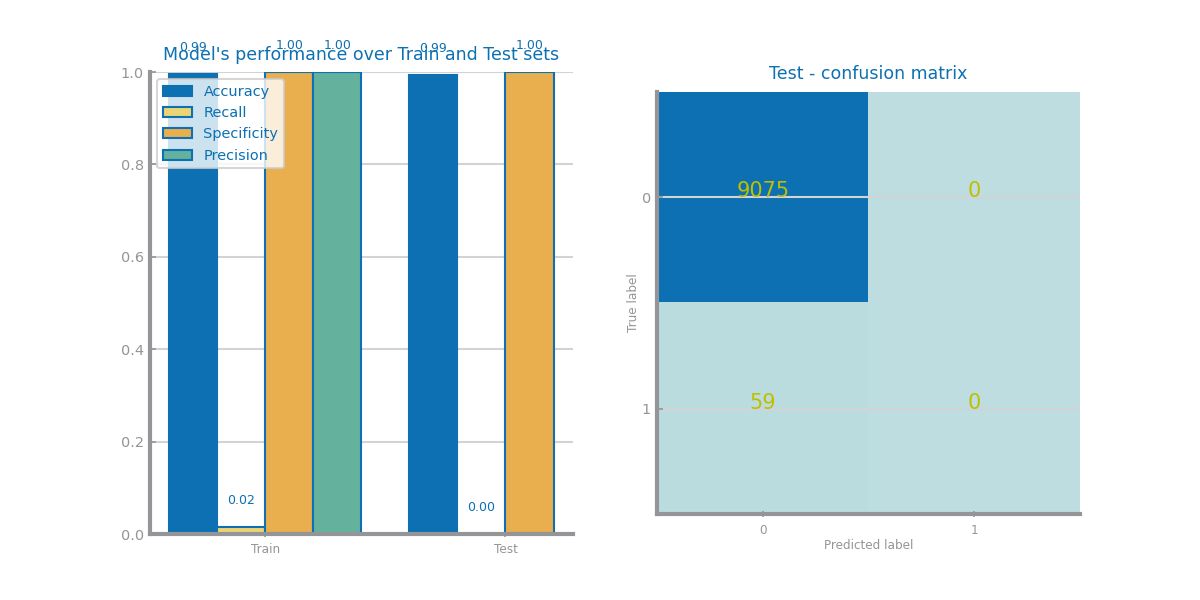 0.99 1.00 1.00 0.99 1.00
Model's performance over Train and Test sets
1.0
Accuracy
Recall
Specificity
Precision
0.8
0.6
0.4
0.2
0.02
0.00
0.0
Train Test
Test - confusion matrix
True label
0
9075 0
1
59 0
0 1
Predicted label